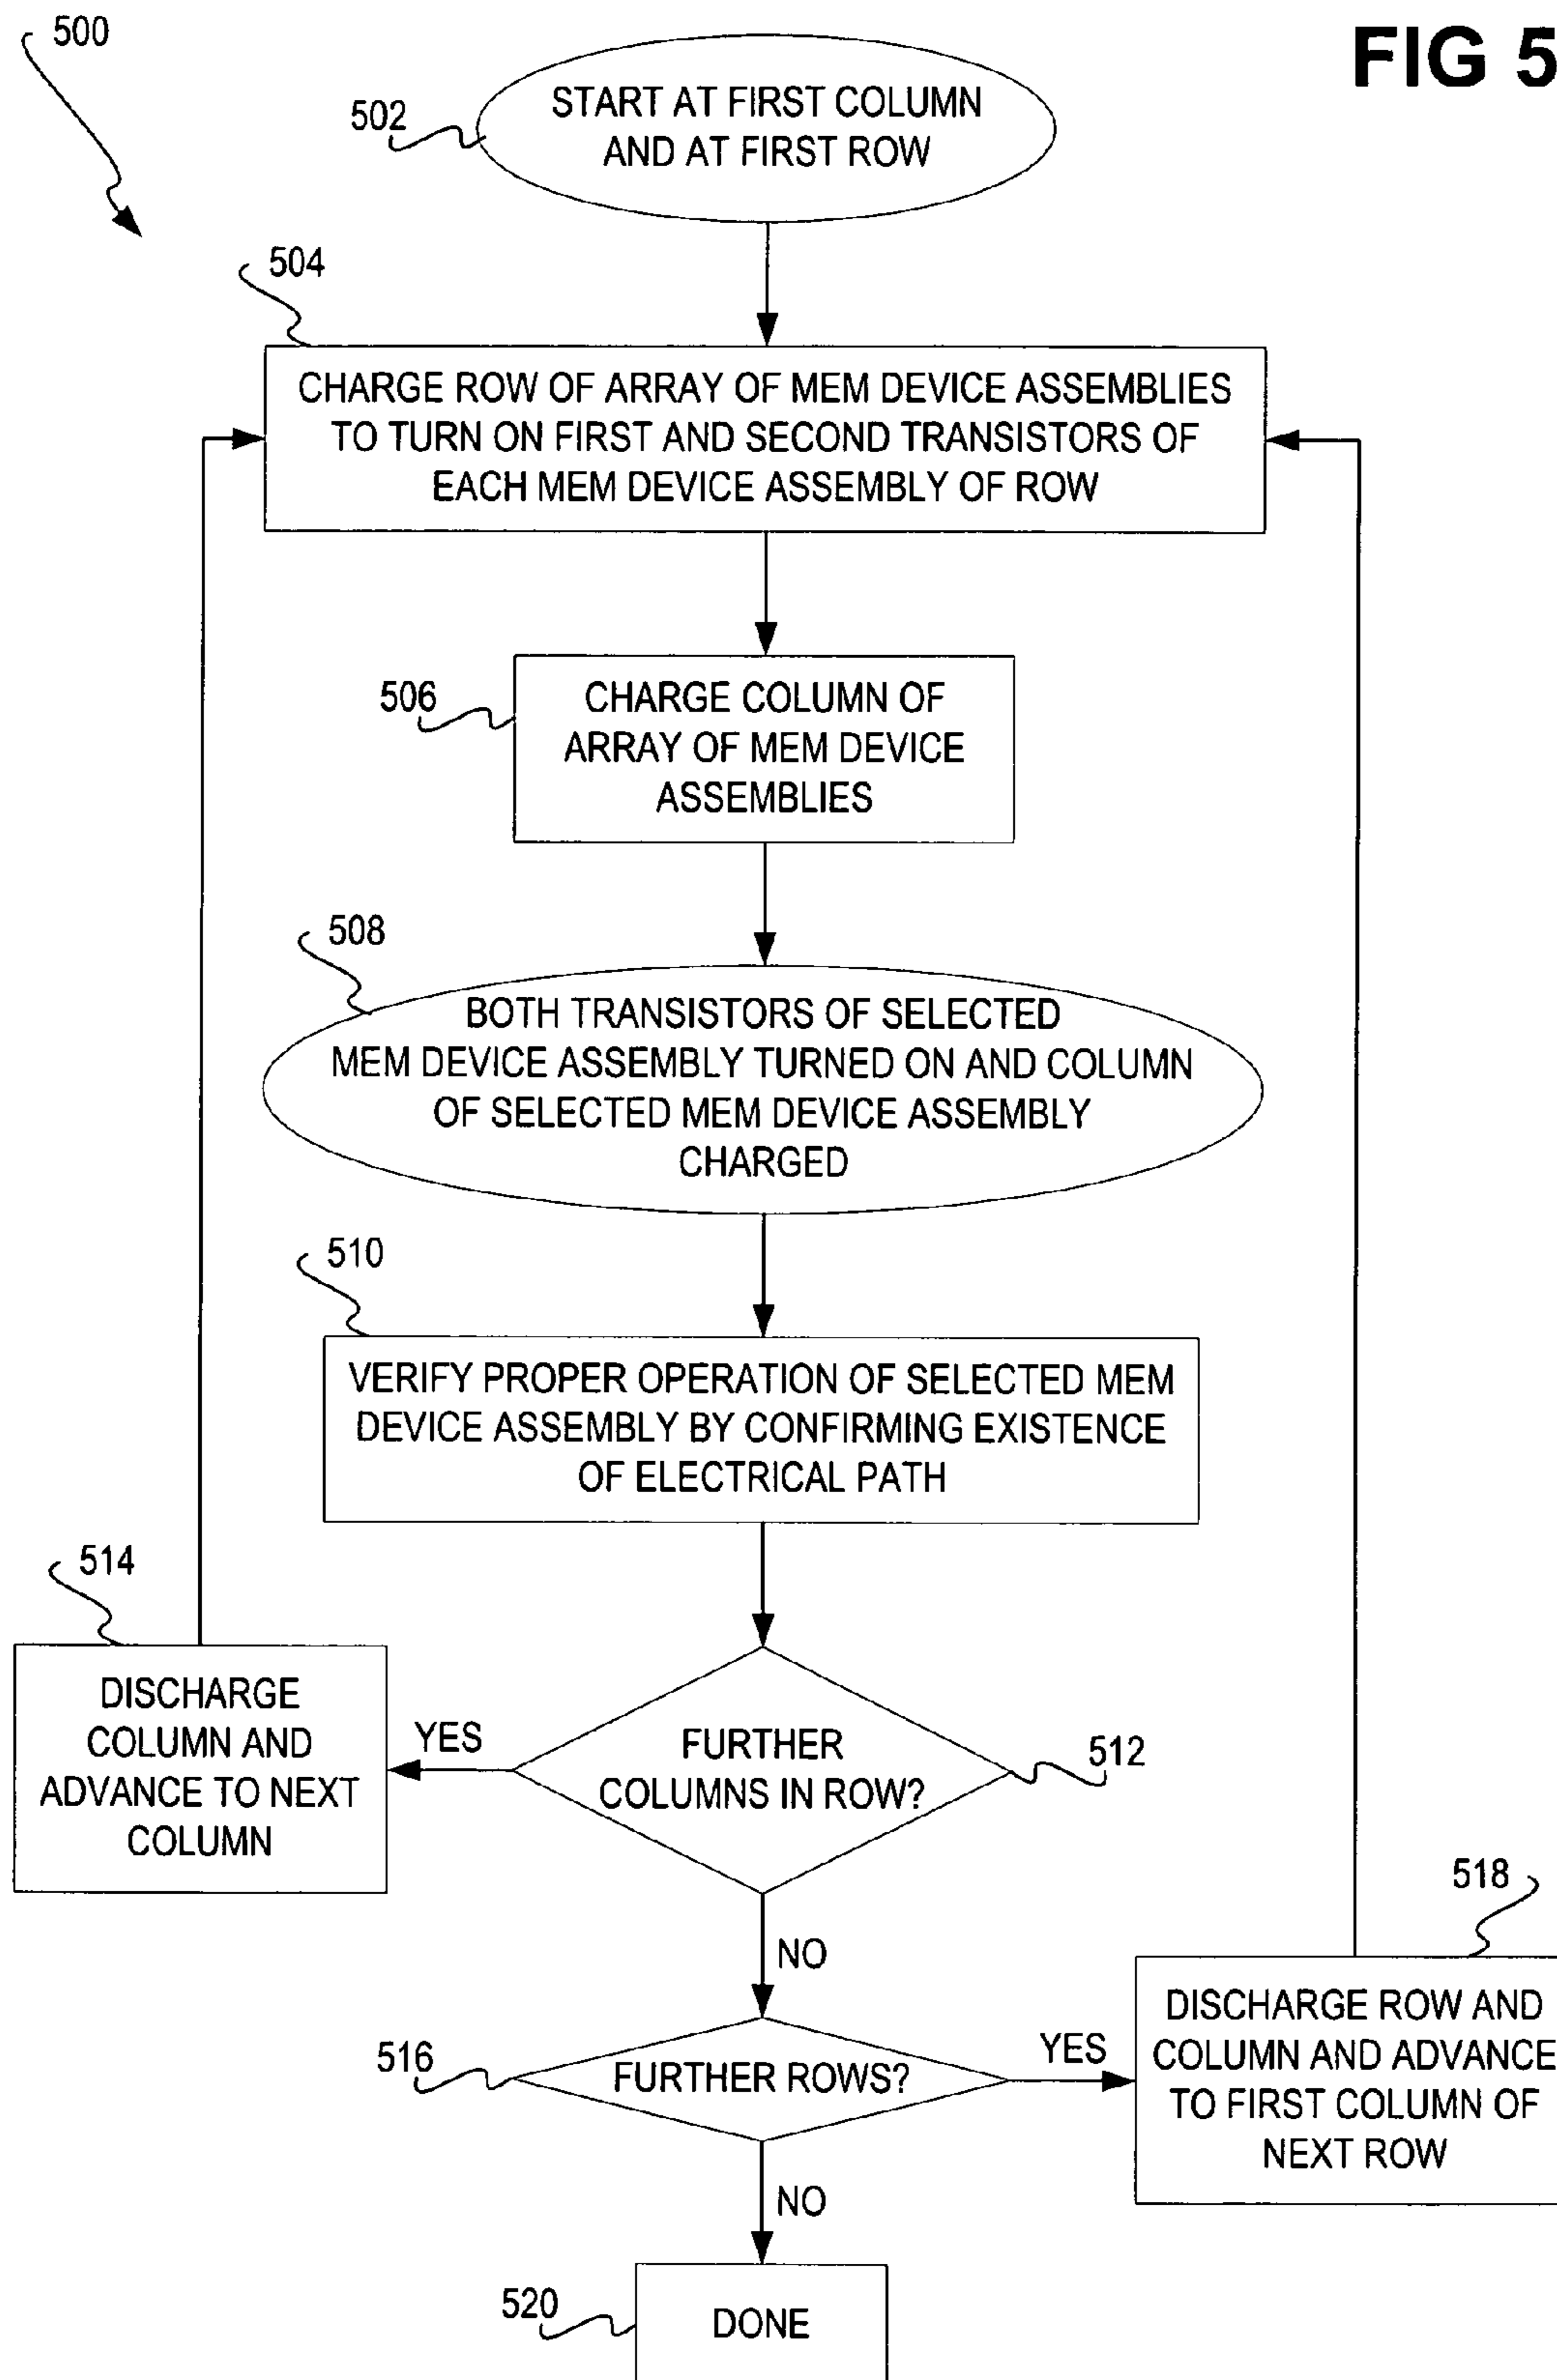 500
FIG 5
502
START AT FIRST COLUMN
AND AT FIRST ROW
504
CHARGE ROW OF ARRAY OF MEM DEVICE ASSEMBLIES
TO TURN ON FIRST AND SECOND TRANSISTORS OF
EACH MEM DEVICE ASSEMBLY OF ROW
506
CHARGE COLUMN OF
ARRAY OF MEM DEVICE
ASSEMBLIES
508
BOTH TRANSISTORS OF SELECTED
MEM DEVICE ASSEMBLY TURNED ON AND COLUMN
OF SELECTED MEM DEVICE ASSEMBLY
CHARGED
510
VERIFY PROPER OPERATION OF SELECTED MEM
DEVICE ASSEMBLY BY CONFIRMING EXISTENCE
OF ELECTRICAL PATH
514
DISCHARGE
COLUMN AND
ADVANCE TO NEXT
COLUMN
YES
FURTHER
COLUMNS IN ROW?
512
NO
518
516
FURTHER ROWS?
YES
DISCHARGE ROW AND
COLUMN AND ADVANCE
TO FIRST COLUMN OF
NEXT ROW
NO
520
DONE